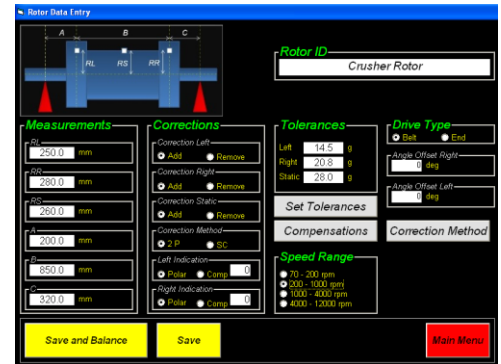 Rotor Data Entry
A B C
RL RS RR
Rotor ID
Crusher Rotor
Measurements
RL
250.0 mm
RR
280.0 mm
RS
260.0 mm
A
200.0 mm
B
850.0 mm
C
320.0 mm
Corrections
Correction Left
Add Remove
Correction Right
Add Remove
Correction Static
Add Remove
Correction Method
2 P SC
Left Indication
Polar Comp 0
Right Indication
Polar Comp 0
Tolerances
Left 14.5 g
Right 20.8 g
Static 28.0 g
Set Tolerances
Compensations
Speed Range
70 - 200 rpm
200 - 1000 rpm
1000 - 4000 rpm
4000 - 12000 rpm
Drive Type
Belt End
Angle Offset Right
0 deg
Angle Offset Left
0 deg
Correction Method
Save and Balance
Save
Main Menu